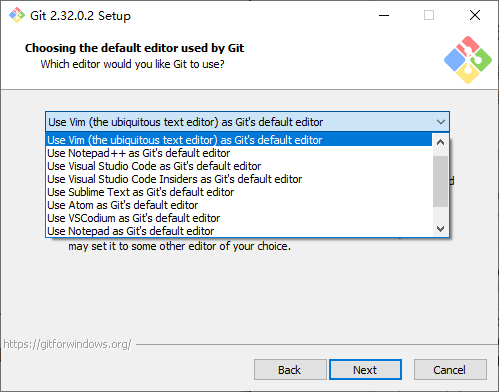 Git 2.32.0.2 Setup
Choosing the default editor used by Git
Which editor would you like Git to use?
Use Vim (the ubiquitous text editor) as Git's default editor
Use Vim (the ubiquitous text editor) as Git's default editor
Use Notepad++ as Git's default editor
Use Visual Studio Code as Git's default editor
Use Visual Studio Code Insiders as Git's default editor
Use Sublime Text as Git's default editor
Use Atom as Git's default editor
Use VSCodium as Git's default editor
Use Notepad as Git's default editor
may set it to some other editor of your choice.
https://gitforwindows.org/
Back
Next
Cancel